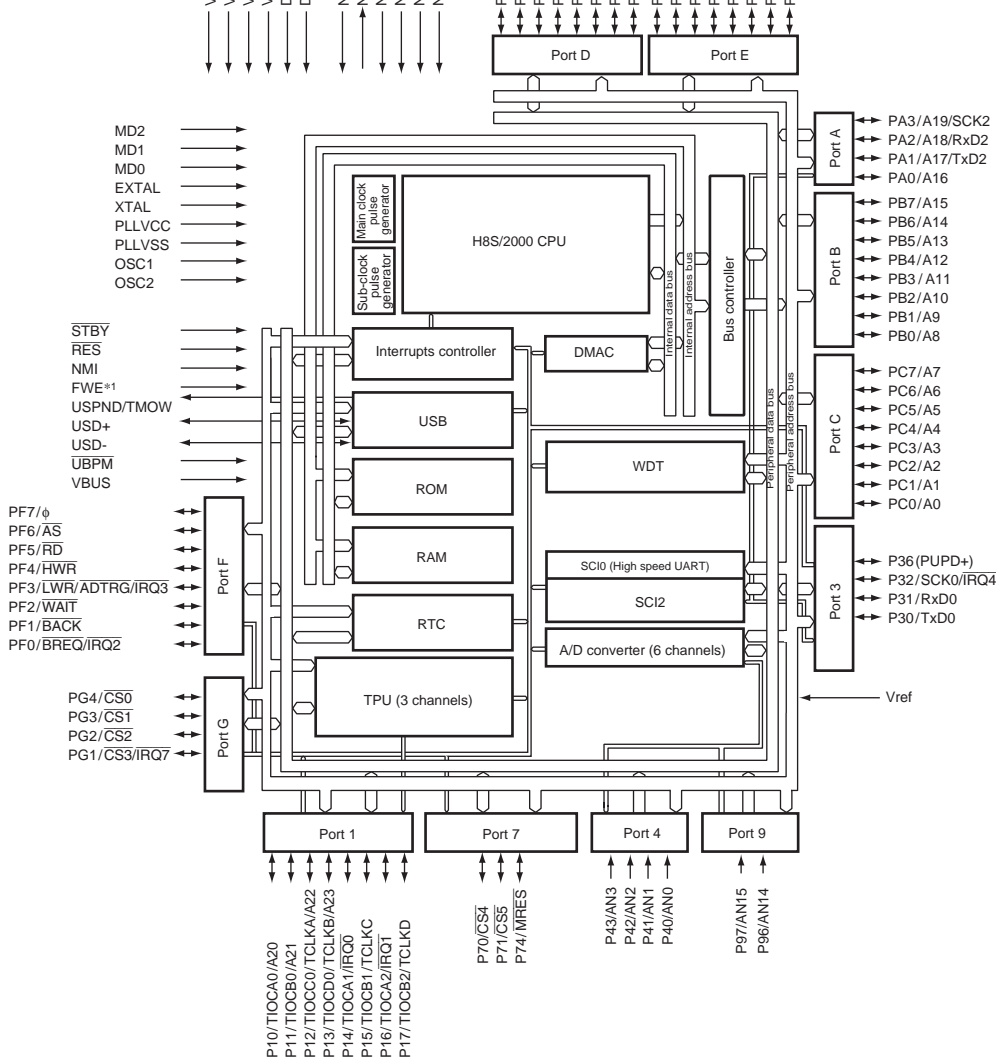 Port D
Port E
MD2
MD1
MD0
EXTAL
XTAL
PLLVCC
PLLVSS
OSC1
OSC2
STBY
RES
NMI
FWE*1
USPND/TMOW
USD+
USD-
UBPM
VBUS
PF7/ϕ
PF6/AS
PF5/RD
PF4/HWR
PF3/LWR/ADTRG/IRQ3
PF2/WAIT
PF1/BACK
PF0/BREQ/IRQ2
Port F
PG4/CS0
PG3/CS1
PG2/CS2
PG1/CS3/IRQ7
Port G
Main clock
pulse
generator
Sub-clock
pulse
generator
H8S/2000 CPU
Interrupts controller
USB
ROM
RAM
RTC
TPU (3 channels)
DMAC
Internal data bus
Internal address bus
Bus controller
WDT
Peripheral data bus
Peripheral address bus
SCI0 (High speed UART)
SCI2
A/D converter (6 channels)
Port A
PA3/A19/SCK2
PA2/A18/RxD2
PA1/A17/TxD2
PA0/A16
Port B
PB7/A15
PB6/A14
PB5/A13
PB4/A12
PB3/A11
PB2/A10
PB1/A9
PB0/A8
Port C
PC7/A7
PC6/A6
PC5/A5
PC4/A4
PC3/A3
PC2/A2
PC1/A1
PC0/A0
Port 3
P36 (PUPD+)
P32/SCK0/IRQ4
P31/RxD0
P30/TxD0
Vref
Port 1
Port 7
Port 4
Port 9
P10/TIOCA0/A20
P11/TIOCB0/A21
P12/TIOCC0/TCLKA/A22
P13/TIOCD0/TCLKB/A23
P14/TIOCA1/IRQ0
P15/TIOCB1/TCLKC
P16/TIOCA2/IRQ1
P17/TIOCB2/TCLKD
P70/CS4
P71/CS5
P74/MRES
P43/AN3
P42/AN2
P41/AN1
P40/AN0
P97/AN15
P96/AN14